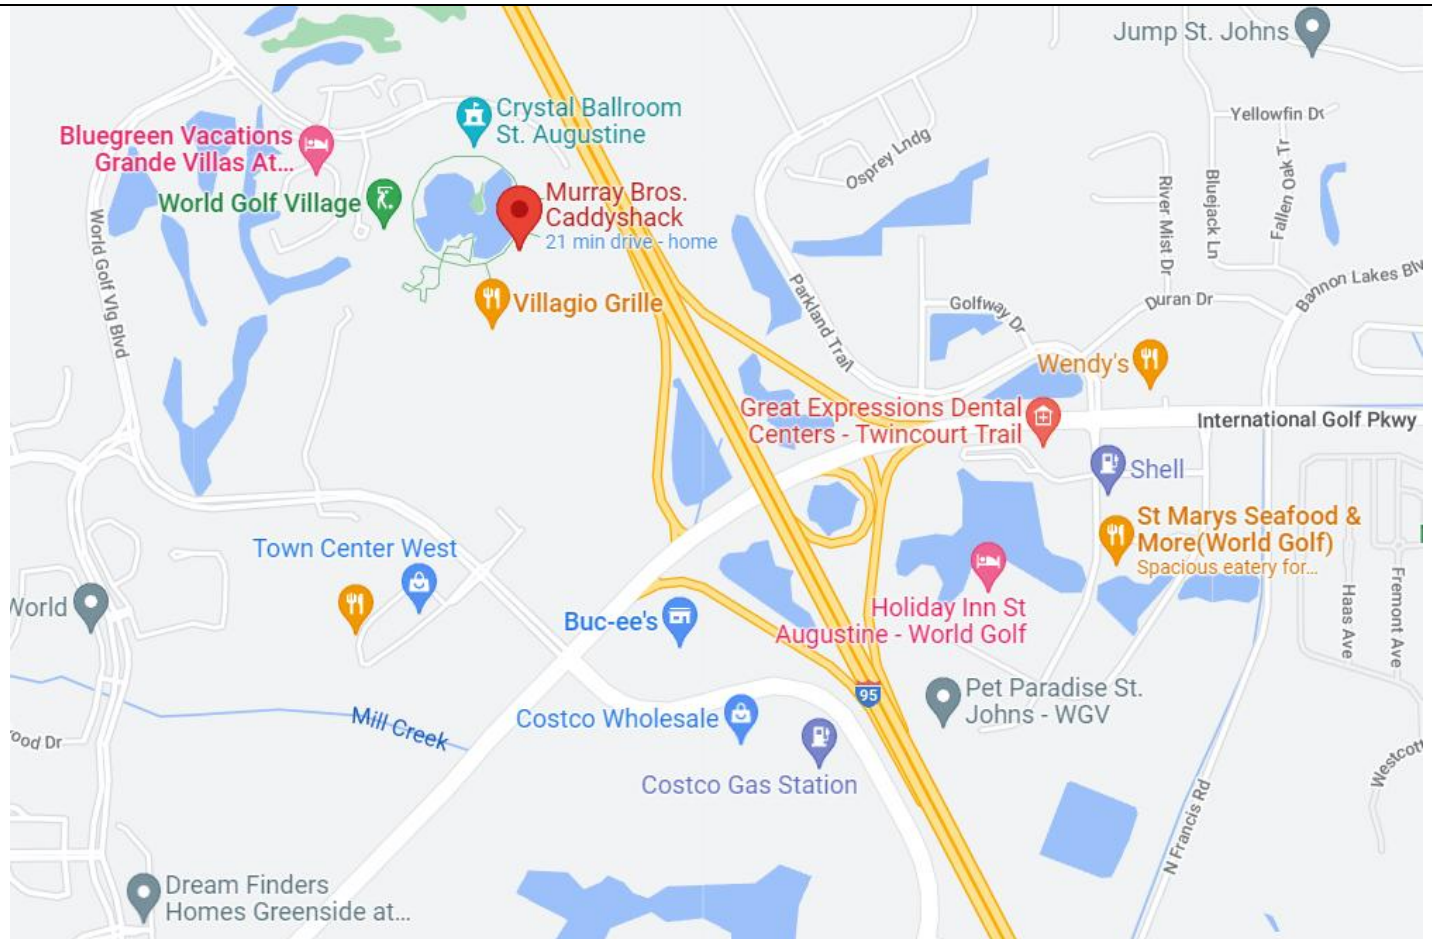 Jump St. Johns
Crystal Ballroom
St. Augustine
Yellowfin Dr
Bluegreen Vacations
Grande Villas At...
Osprey Lndg
Fallen Oak Tr
Bluejack Ln
River Mist Dr
World Golf Village
Murray Bros.
Caddyshack
21 min drive - home
World Golf Vlg Blvd
Parkland Trail
Bannon Lakes Blv
Duran Dr
Golfway Dr
Villagio Grille
Wendy's
Great Expressions Dental
Centers - Twincourt Trail
International Golf Pkwy
Shell
St Marys Seafood &
More(World Golf)
Spacious eatery for...
Town Center West
World
Buc-ee's
Holiday Inn St
Augustine - World Golf
Haas Ave
Fremont Ave
95
Pet Paradise St.
Johns - WGV
Mill Creek
Costco Wholesale
ood Dr
Costco Gas Station
Westcott
N Francis Rd
Dream Finders
Homes Greenside at...